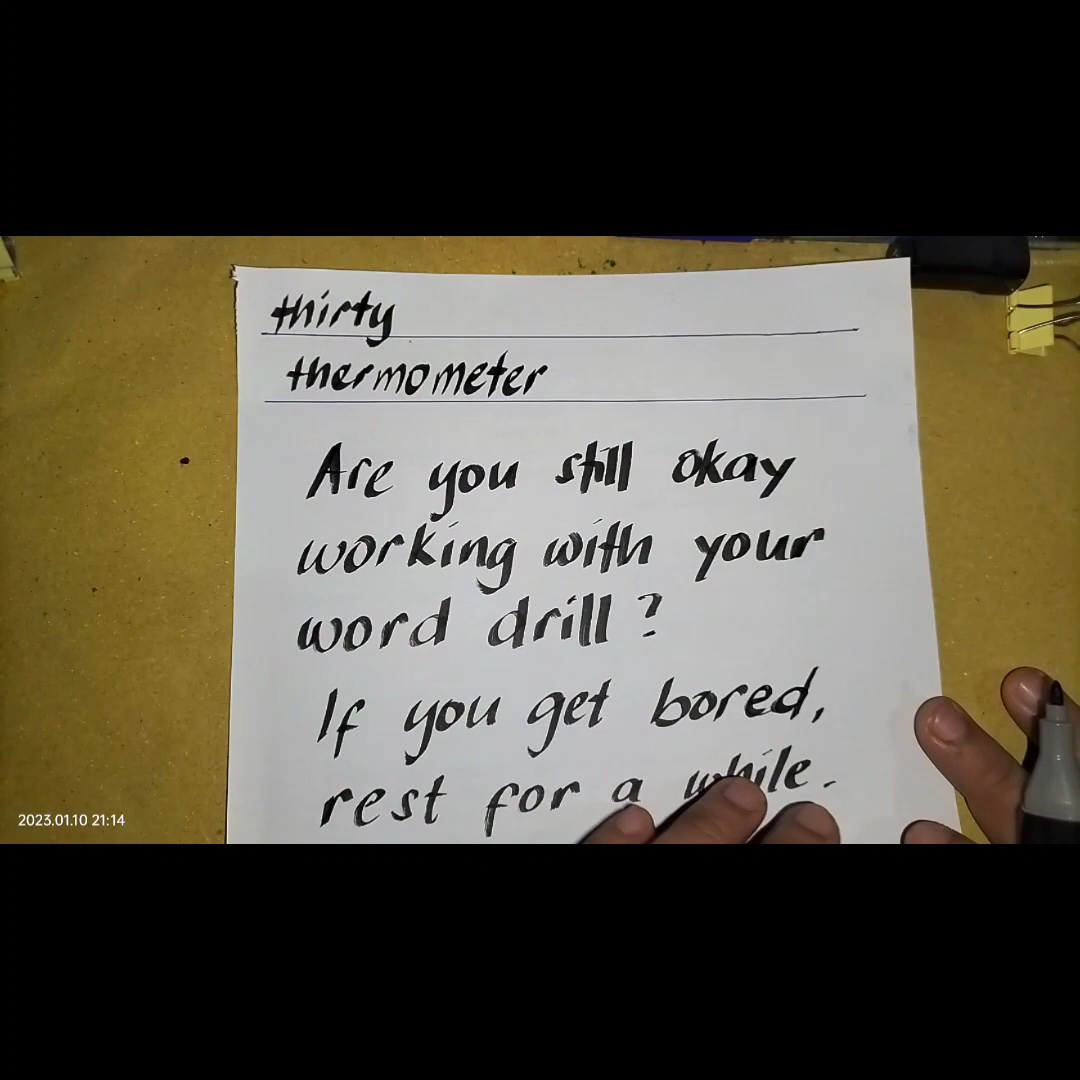 thirty
thermometer
Are you still okay
working with your
word drill?
If you get bored,
rest for a while.
2023.01.10 21:14